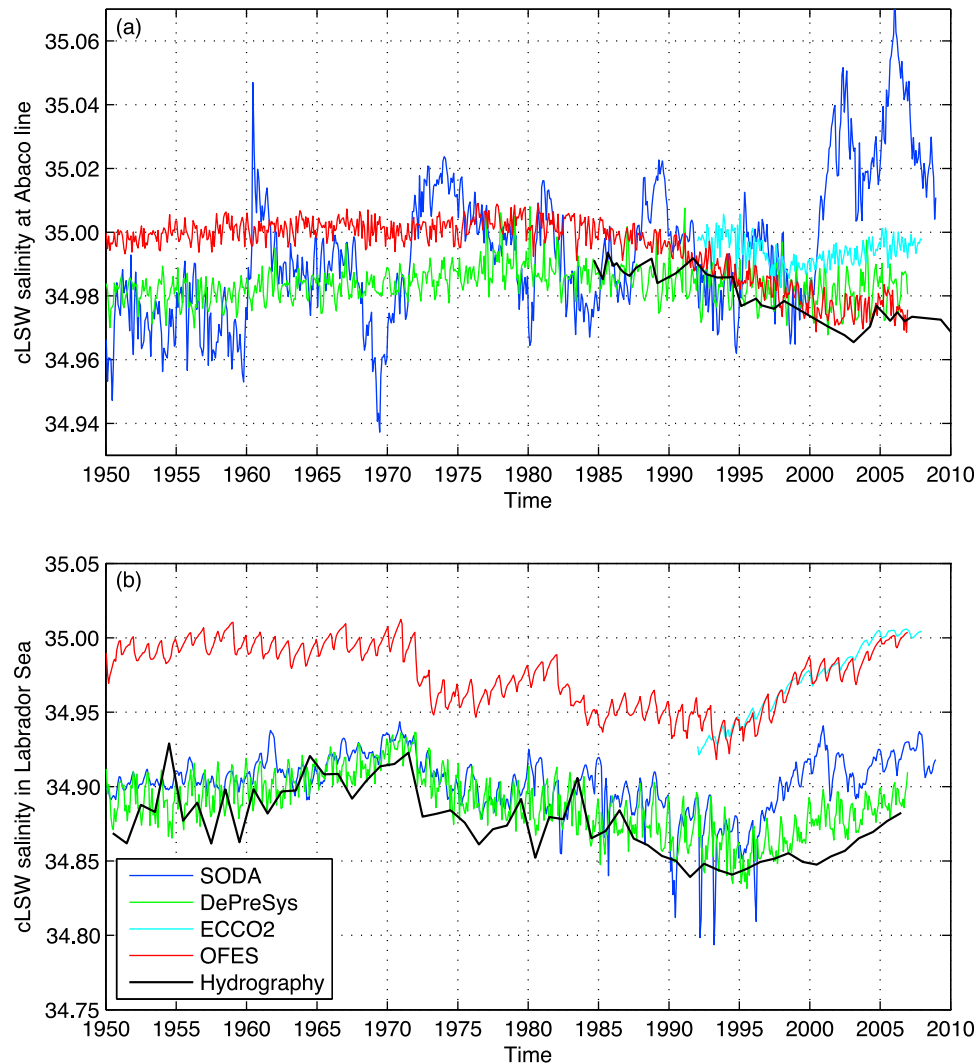 (a)
cLSW salinity at Abaco line
35.06
35.04
35.02
35.00
34.98
34.96
34.94
1950 1955 1960 1965 1970 1975 1980 1985 1990 1995 2000 2005 2010
Time
(b)
cLSW salinity in Labrador Sea
35.05
35.00
34.95
34.90
34.85
34.80
34.75
SODA
DePreSys
ECCO2
OFES
Hydrography
1950 1955 1960 1965 1970 1975 1980 1985 1990 1995 2000 2005 2010
Time